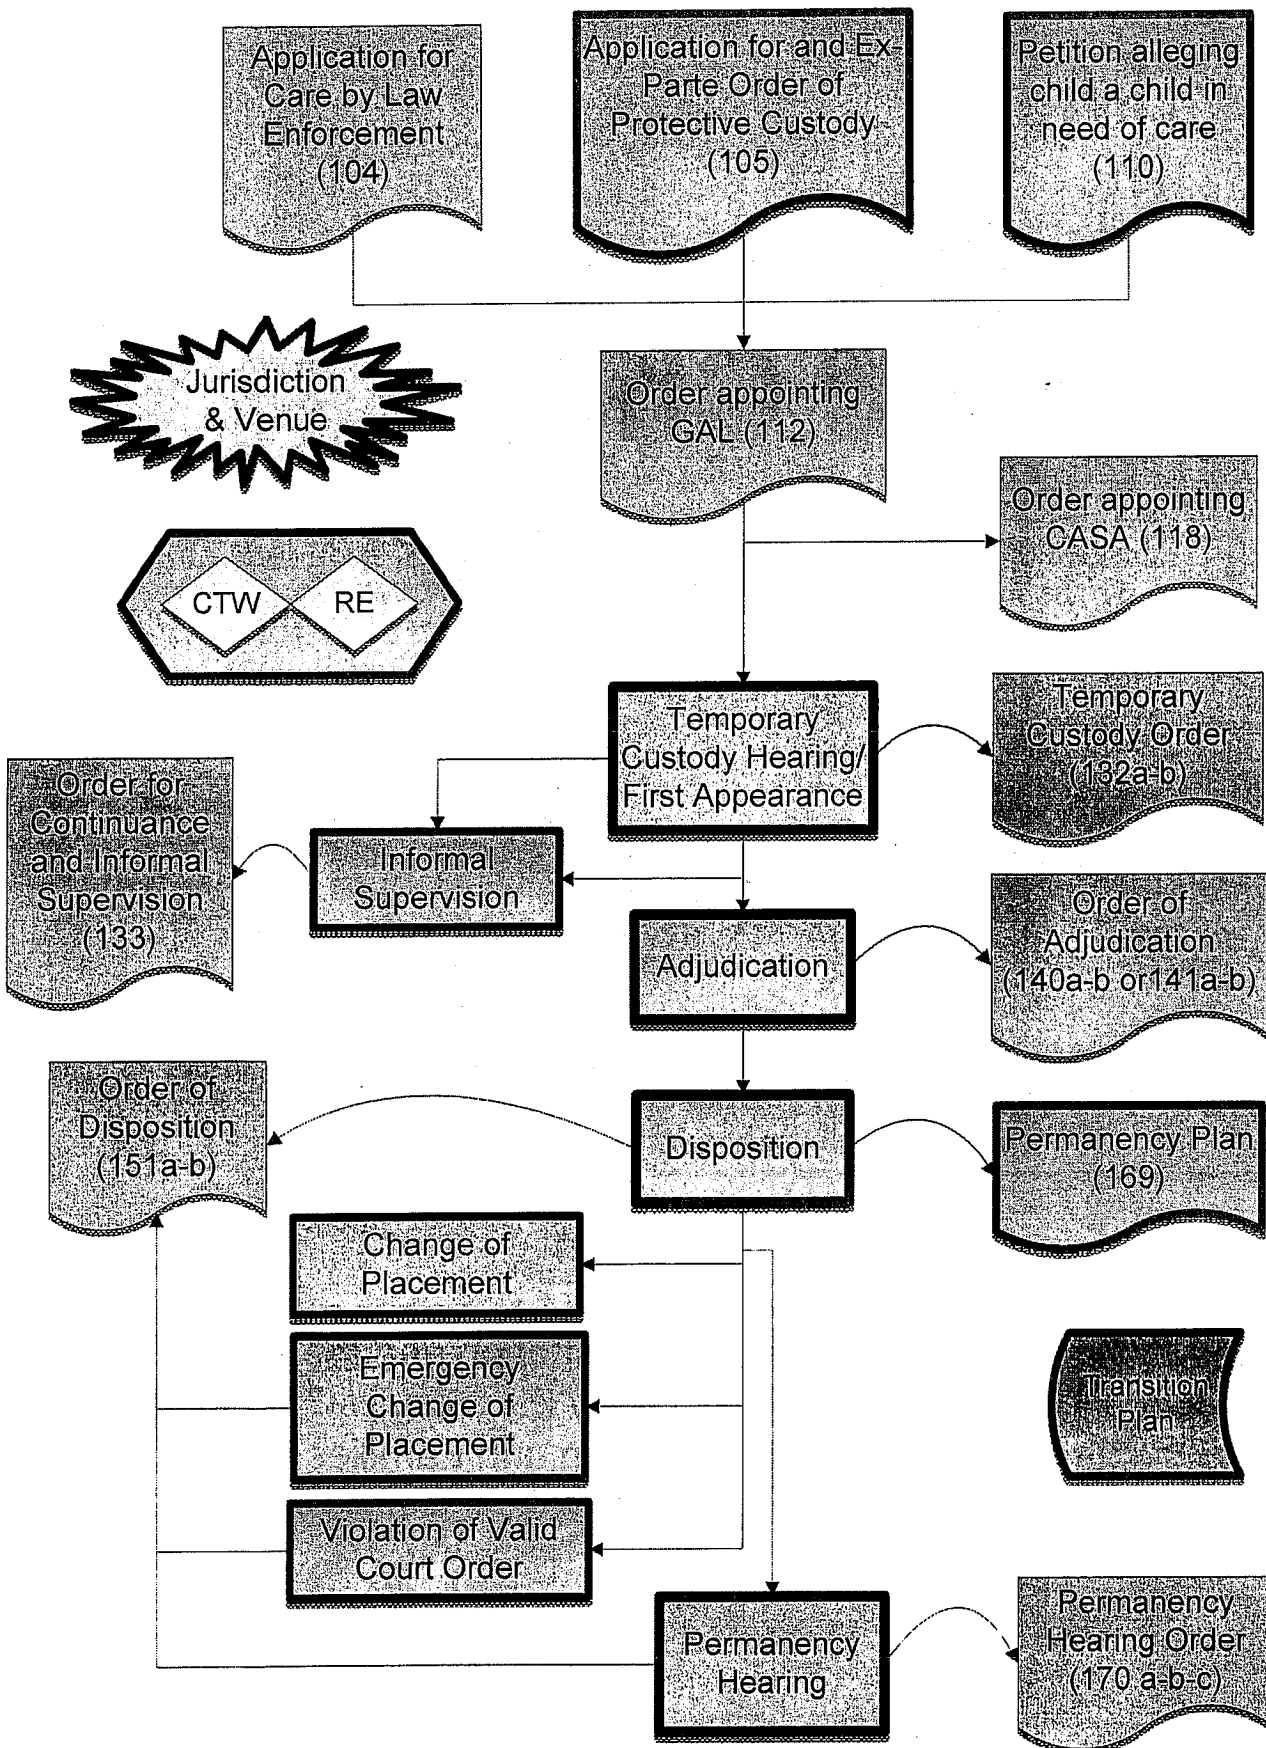 Application for
Care by Law
Enforcement
(104)
Application for and Ex-
Parte Order of
Protective Custody
(105)
Petition alleging
child a child in
need of care
(110)
Jurisdiction
& Venue
Order appointing
GAL (112)
Order appointing
CASA (118)
CTW
RE
Temporary
Custody Hearing/
First Appearance
Temporary
Custody Order
(132a-b)
Order for
Continuance
and Informal
Supervision
(133)
Informal
Supervision
Adjudication
Order of
Adjudication
(140a-b or141a-b)
Order of
Disposition
(151a-b)
Disposition
Permanency Plan
(169)
Change of
Placement
Emergency
Change of
Placement
Transition
Plan
Violation of Valid
Court Order
Permanency
Hearing
Permanency
Hearing Order
(170 a-b-c)